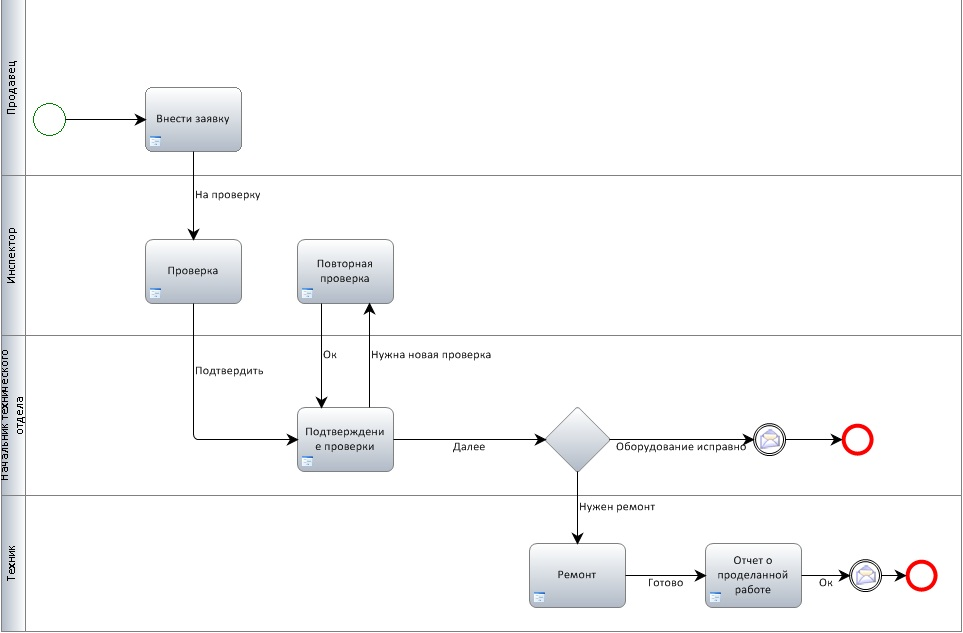 Продавец
Внести заявку
На проверку
Инспектор
Проверка
Повторная
проверка
Начальник технического
отдела
Ок
Нужна новая проверка
Подтвердить
Подтверждени
е проверки
Далее
Оборудование исправно
Техник
Нужен ремонт
Ремонт
Готово
Отчет о
проделанной
работе
Ок